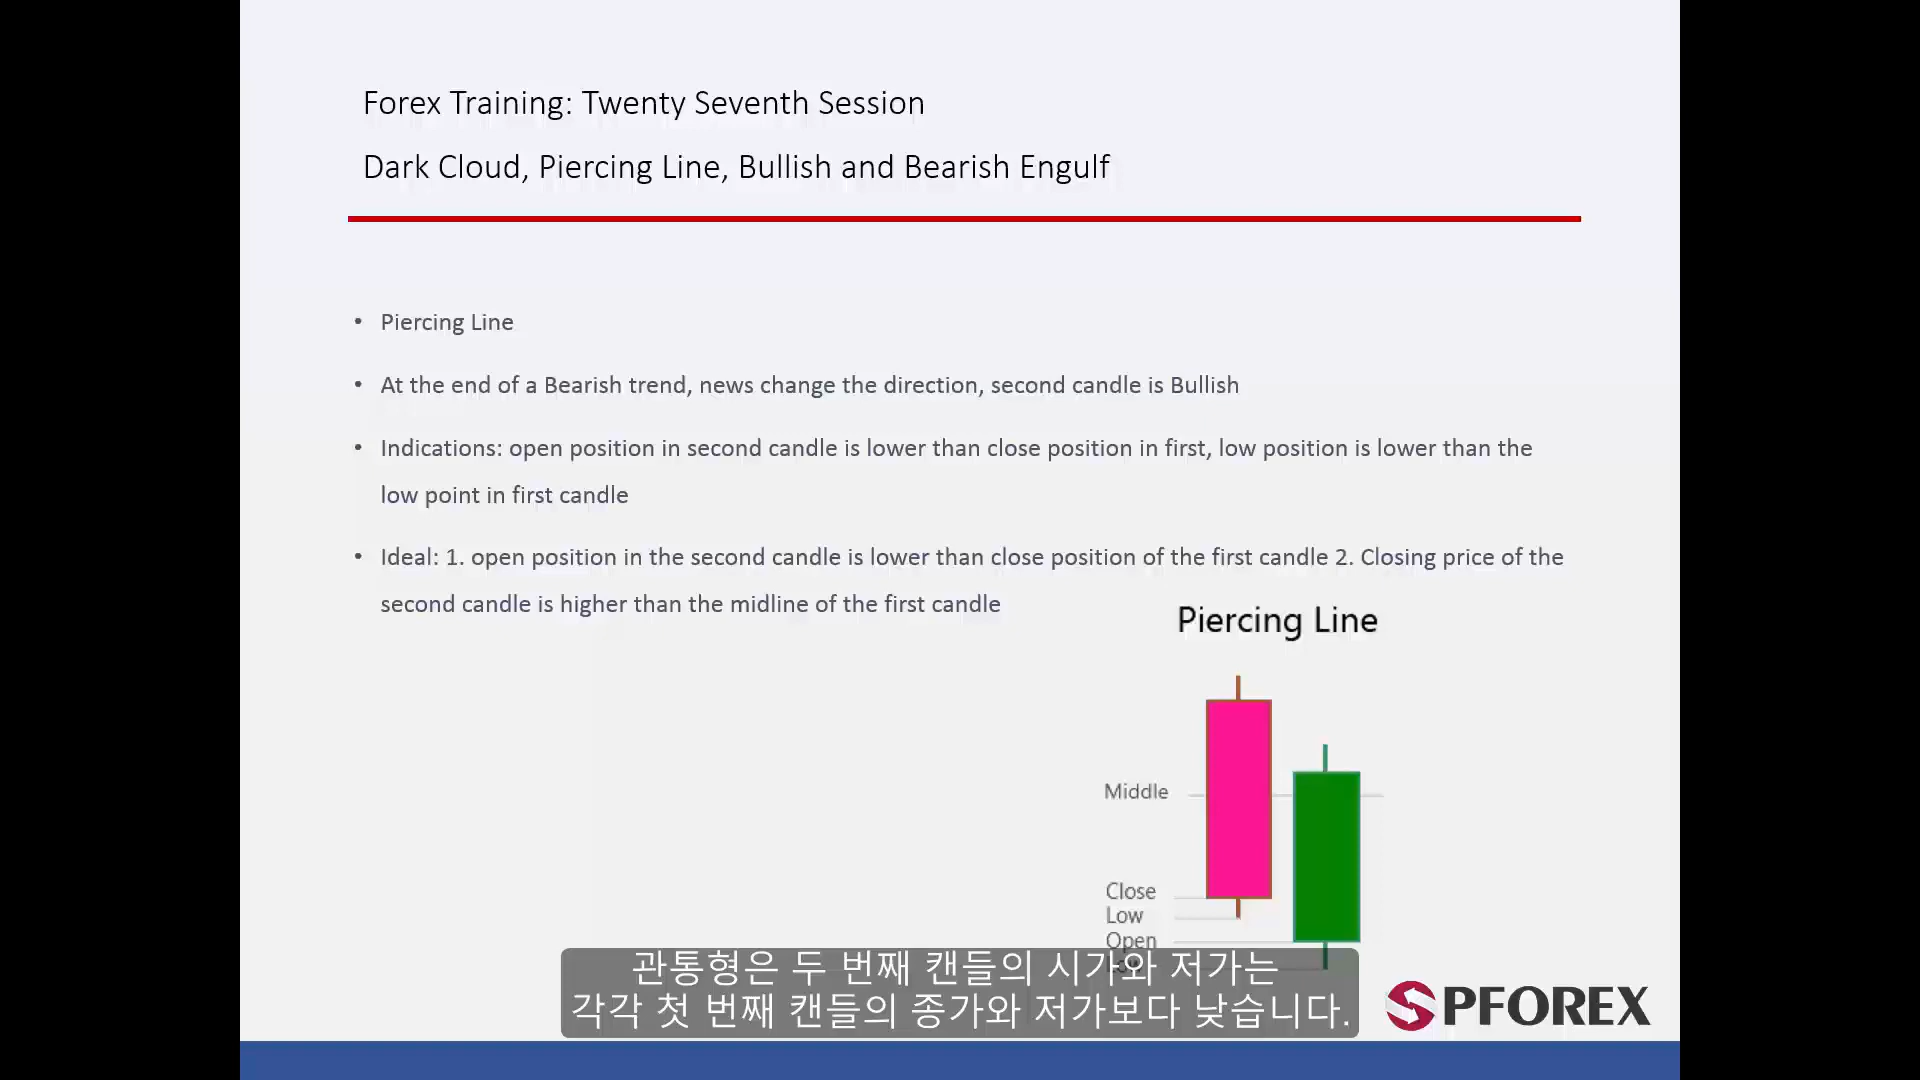 Forex Training: Twenty Seventh Session
Dark Cloud, Piercing Line, Bullish and Bearish Engulf
• Piercing Line
• At the end of a Bearish trend, news change the direction, second candle is Bullish
• Indications: open position in second candle is lower than close position in first, low position is lower than the
low point in first candle
• Ideal: 1. open position in the second candle is lower than close position of the first candle 2. Closing price of the
second candle is higher than the midline of the first candle
Piercing Line
Middle
Close
Low
Open
관통형은 두 번째 캔들의 시가와 저가는
각각 첫 번째 캔들의 종가와 저가보다 낮습니다.
PFOREX